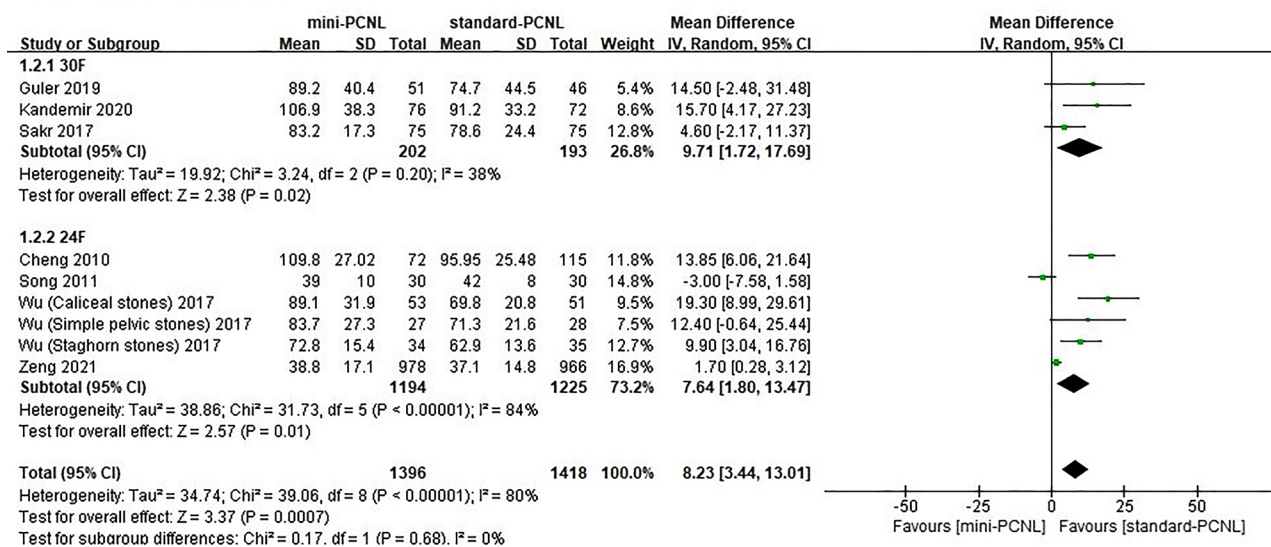 mini-PCNL standard-PCNL Mean Difference Mean Difference
Study or Subgroup Mean SD Total Mean SD Total Weight IV, Random, 95% CI IV, Random, 95% CI
1.2.1 30F
Guler 2019 89.2 40.4 51 74.7 44.5 46 5.4% 14.50 [-2.48, 31.48]
Kandemir 2020 106.9 38.3 76 91.2 33.2 72 8.6% 15.70 [4.17, 27.23]
Sakr 2017 83.2 17.3 75 78.6 24.4 75 12.8% 4.60 [-2.17, 11.37]
Subtotal (95% CI) 202 193 26.8% 9.71 [1.72, 17.69]
Heterogeneity: Tau² = 19.92; Chi² = 3.24, df = 2 (P = 0.20); I² = 38%
Test for overall effect: Z = 2.38 (P = 0.02)
1.2.2 24F
Cheng 2010 109.8 27.02 72 95.95 25.48 115 11.8% 13.85 [6.06, 21.64]
Song 2011 39 10 30 42 8 30 14.8% -3.00 [-7.58, 1.58]
Wu (Caliceal stones) 2017 89.1 31.9 53 69.8 20.8 51 9.5% 19.30 [8.99, 29.61]
Wu (Simple pelvic stones) 2017 83.7 27.3 27 71.3 21.6 28 7.5% 12.40 [-0.64, 25.44]
Wu (Staghorn stones) 2017 72.8 15.4 34 62.9 13.6 35 12.7% 9.90 [3.04, 16.76]
Zeng 2021 38.8 17.1 978 37.1 14.8 966 16.9% 1.70 [0.28, 3.12]
Subtotal (95% CI) 1194 1225 73.2% 7.64 [1.80, 13.47]
Heterogeneity: Tau² = 38.86; Chi² = 31.73, df = 5 (P < 0.00001); I² = 84%
Test for overall effect: Z = 2.57 (P = 0.01)
Total (95% CI) 1396 1418 100.0% 8.23 [3.44, 13.01]
Heterogeneity: Tau² = 34.74; Chi² = 39.06, df = 8 (P < 0.00001); I² = 80%
Test for overall effect: Z = 3.37 (P = 0.0007)
Test for subgroup differences: Chi² = 0.17, df = 1 (P = 0.68), I² = 0%
-50 -25 0 25 50
Favours [mini-PCNL] Favours [standard-PCNL]